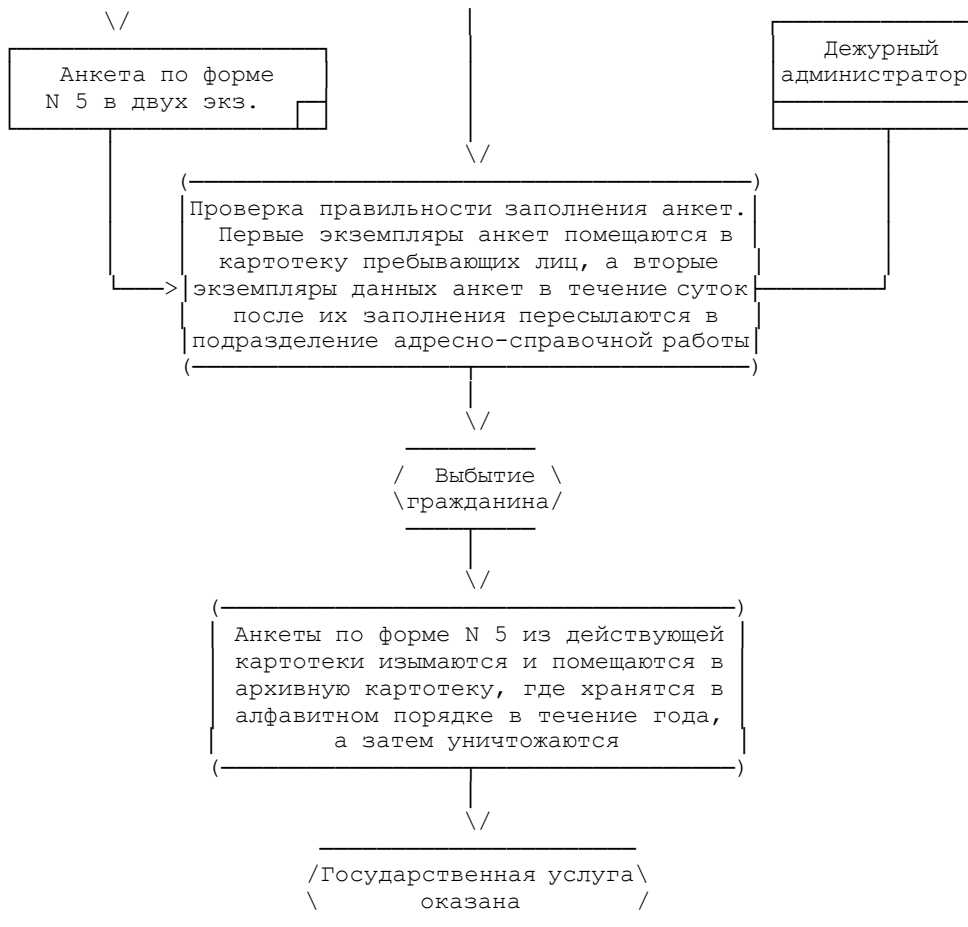 Анкета по форме
N 5 в двух экз.
Дежурный
администратор
Проверка правильности заполнения анкет.
Первые экземпляры анкет помещаются в
картотеку пребывающих лиц, а вторые
экземпляры данных анкет в течение суток
после их заполнения пересылаются в
подразделение адресно-справочной работы
Выбытие
гражданина
Анкеты по форме N 5 из действующей
картотеки изымаются и помещаются в
архивную картотеку, где хранятся в
алфавитном порядке в течение года,
а затем уничтожаются
Государственная услуга
оказана